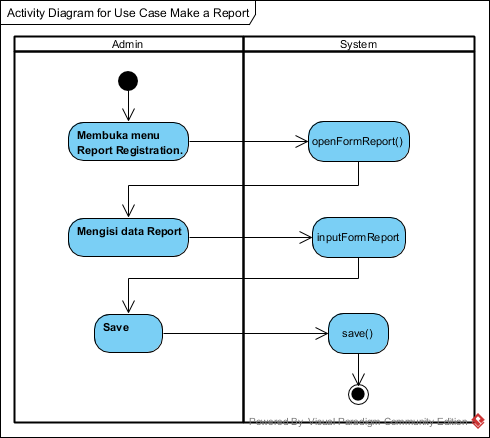 Activity Diagram for Use Case Make a Report
Admin
System
Membuka menu
Report Registration.
openFormReport()
Mengisi data Report
inputFormReport
Save
save()
Powered By Visual Paradigm Community Edition